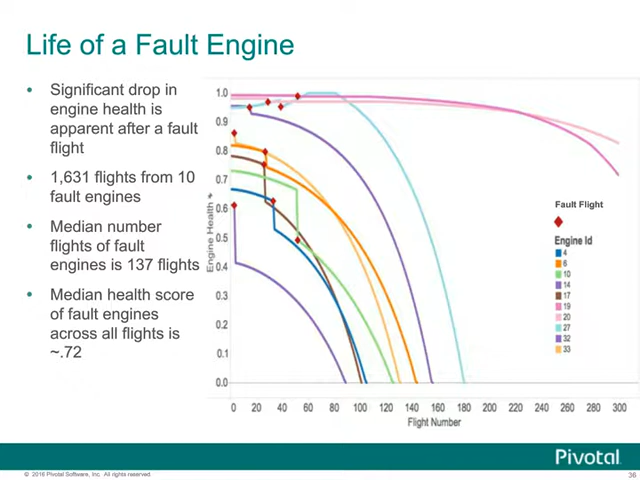 Life of a Fault Engine
• Significant drop in
engine health is
apparent after a fault
flight
• 1,631 flights from 10
fault engines
• Median number
flights of fault
engines is 137 flights
• Median health score
of fault engines
across all flights is
~.72
Engine Health
1.0
0.9
0.8
0.7
0.6
0.5
0.4
0.3
0.2
0.1
0.0
0 20 40 60 80 100 120 140 160 180 200 220 240 260 280 300
Flight Number
Fault Flight
Engine Id
4
6
10
14
17
19
20
27
32
33
Pivotal
© 2016 Pivotal Software, Inc. All rights reserved.
36